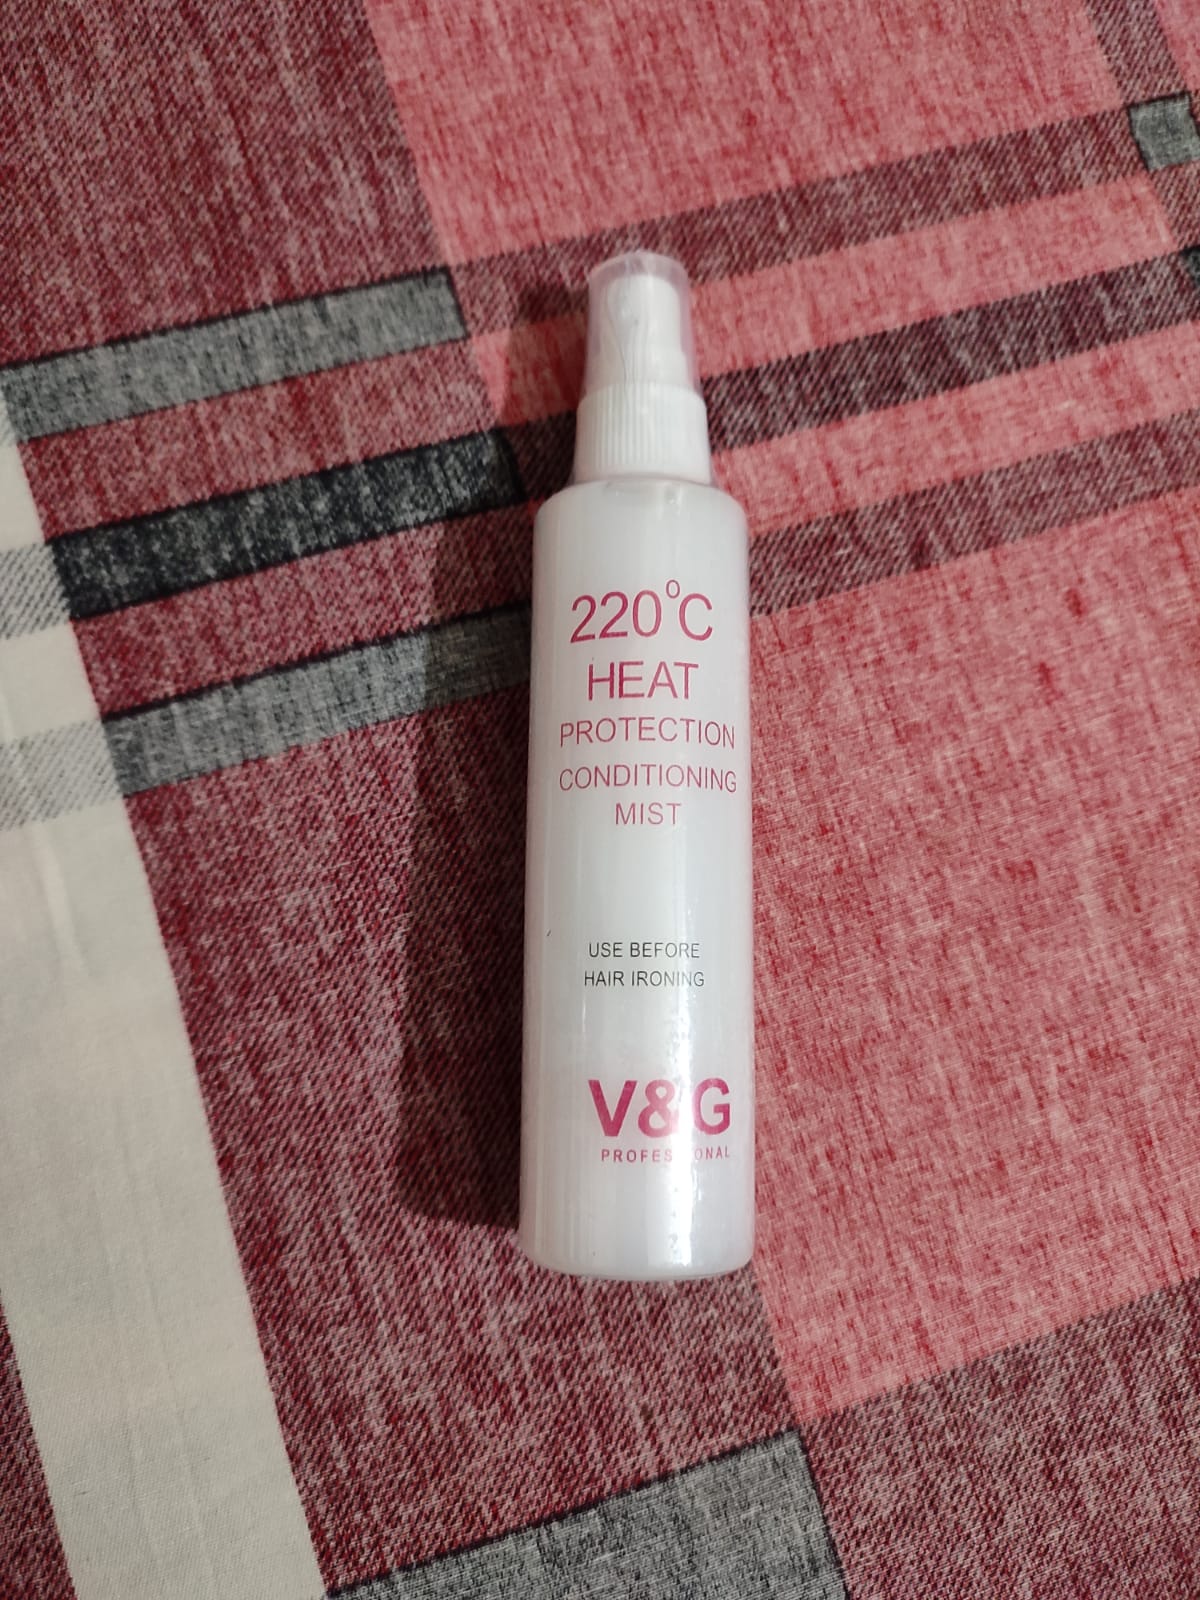 220°C
HEAT
PROTECTION
CONDITIONING
MIST
USE BEFORE
HAIR IRONING
V&G
PROFESSIONAL